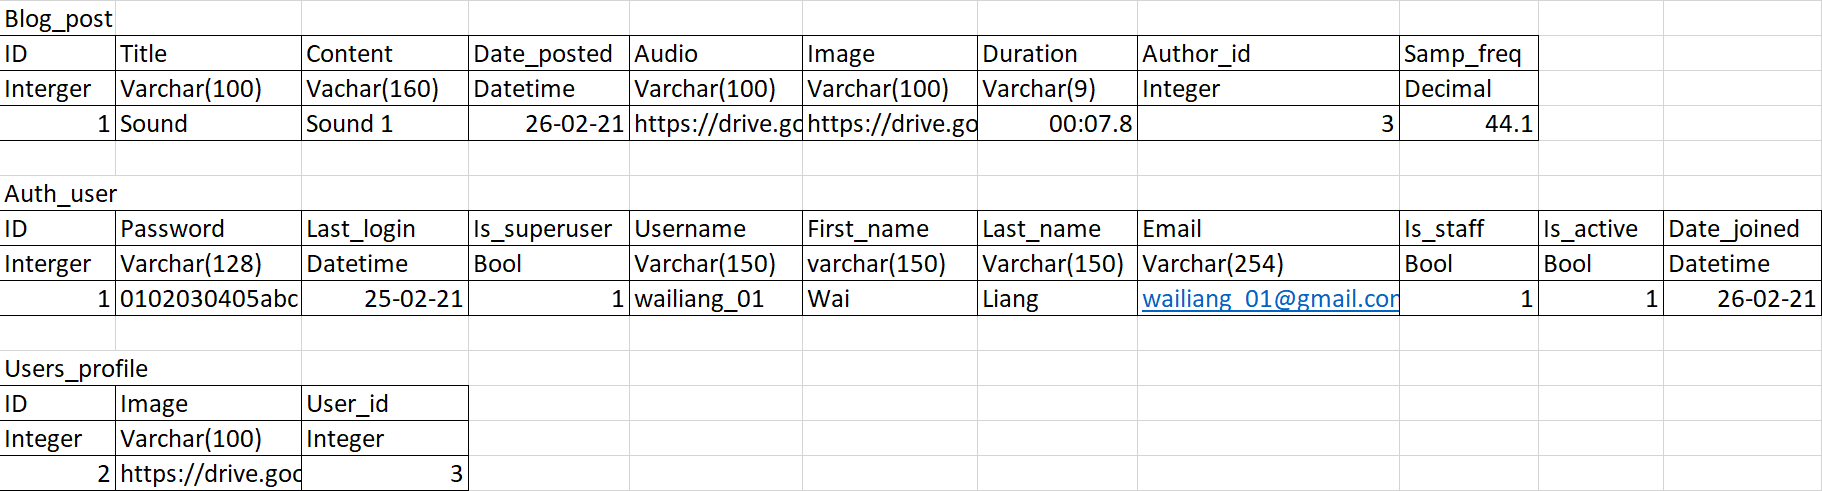 Blog_post
ID Title Content Date_posted Audio Image Duration Author_id Samp_freq
Interger Varchar(100) Vachar(160) Datetime Varchar(100) Varchar(100) Varchar(9) Integer Decimal
1 Sound Sound 1 26-02-21 https://drive.go https://drive.go 00:07.8 3 44.1
Auth_user
ID Password Last_login Is_superuser Username First_name Last_name Email Is_staff Is_active Date_joined
Interger Varchar(128) Datetime Bool Varchar(150) varchar(150) Varchar(150) Varchar(254) Bool Bool Datetime
1 0102030405abc 25-02-21 1 wailiang_01 Wai Liang wailiang_01@gmail.com 1 1 26-02-21
Users_profile
ID Image User_id
Integer Varchar(100) Integer
2 https://drive.goo 3